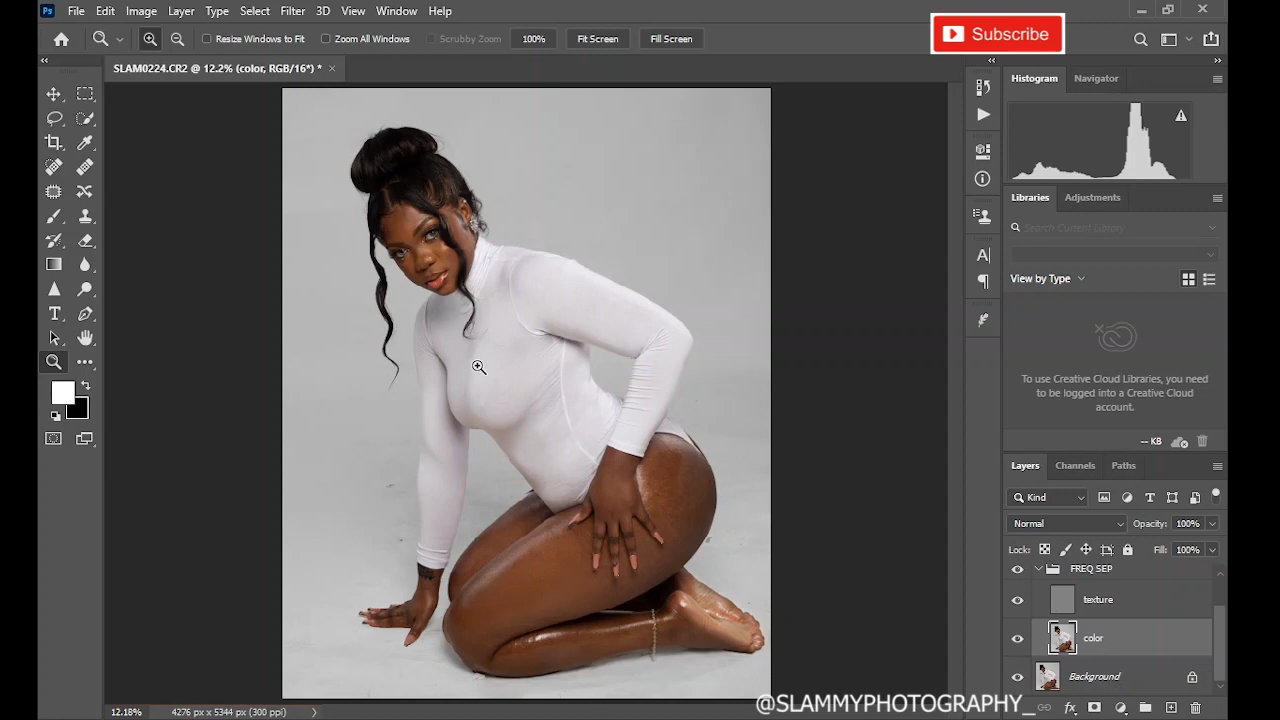 Ps File Edit Image Layer Type Select Filter 3D View Window Help
Subscribe
Resize Windows to Fit Zoom All Windows Scrubby Zoom 100% Fit Screen Fill Screen
SLAM0224.CR2 @ 12.2% (color, RGB/16*) * ×
Histogram Navigator
Libraries Adjustments
Search Current Library
View by Type
To use Creative Cloud Libraries, you need
to be logged into a Creative Cloud
account.
-- KB
Layers Channels Paths
Kind
Normal Opacity: 100%
Lock: Fill: 100%
FREQ SEP
texture
color
Background
12.18% 4276 px x 5344 px (300 ppi)
@SLAMMYPHOTOGRAPHY_